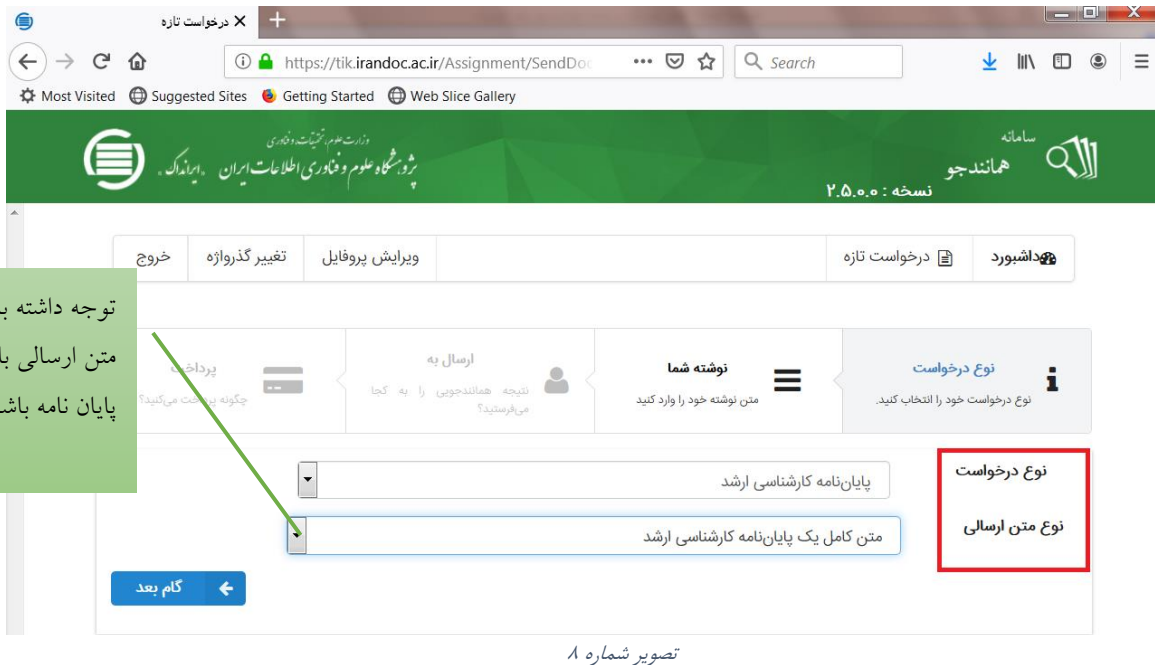 درخواست تازه
https://tik.irandoc.ac.ir/Assignment/SendDoc
Search
Most Visited Suggested Sites Getting Started Web Slice Gallery
سامانه
همانندجو
نسخه : ۲.۵.۰.۰
وزارت علوم، تحقیقات و فناوری
پژوهشگاه علوم و فناوری اطلاعات ایران «ایرانداک»
داشبورد درخواست تازه ویرایش پروفایل تغییر گذرواژه خروج
نوع درخواست
نوع درخواست خود را انتخاب کنید.
نوشته شما
متن نوشته خود را وارد کنید
ارسال به
نتیجه همانندجویی را به کجا
می‌فرستید؟
پرداخت
چگونه پرداخت می‌کنید؟
توجه داشته
متن ارسالی
پایان نامه
نوع درخواست
پایان‌نامه کارشناسی ارشد
نوع متن ارسالی
متن کامل یک پایان‌نامه کارشناسی ارشد
گام بعد
تصویر شماره ۸